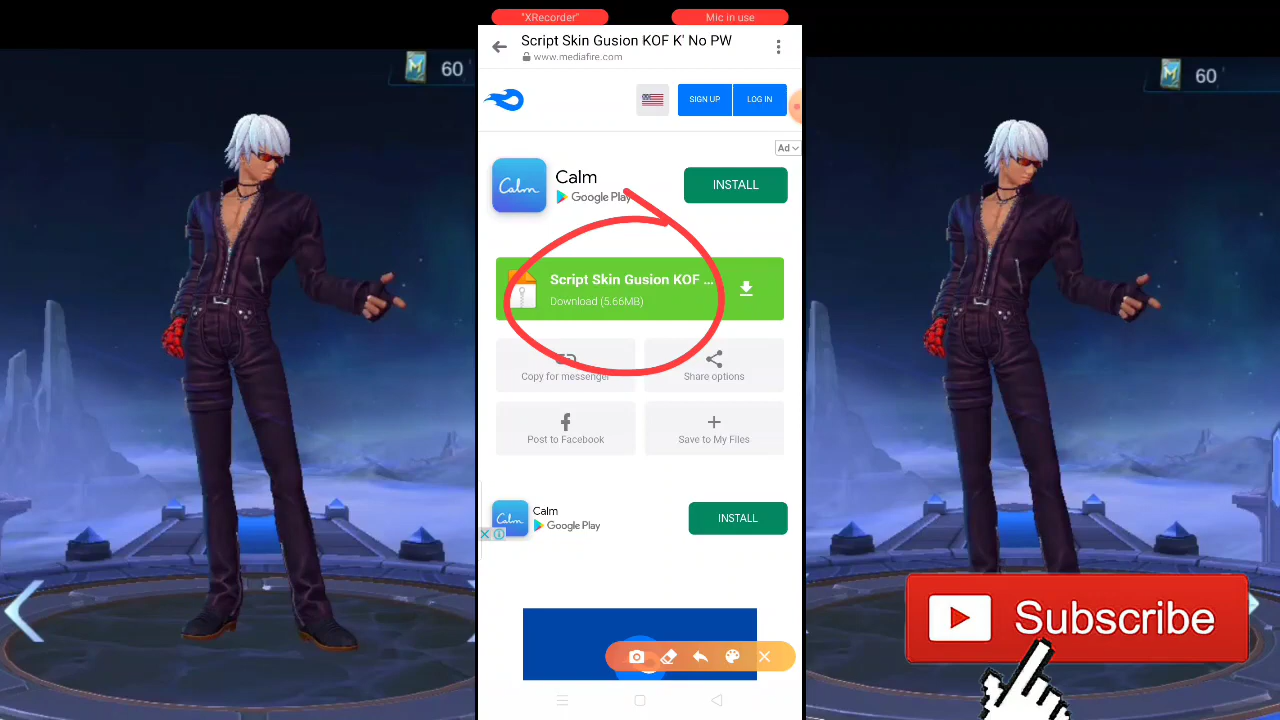 "XRecorder"
Mic in use
Script Skin Gusion KOF K' No PW
www.mediafire.com
60
60
SIGN UP
LOG IN
Ad
Calm
Calm
Google Play
INSTALL
Script Skin Gusion KOF ...
Download (5.66MB)
Copy for messenger
Share options
Post to Facebook
Save to My Files
Calm
Calm
Google Play
INSTALL
Subscribe